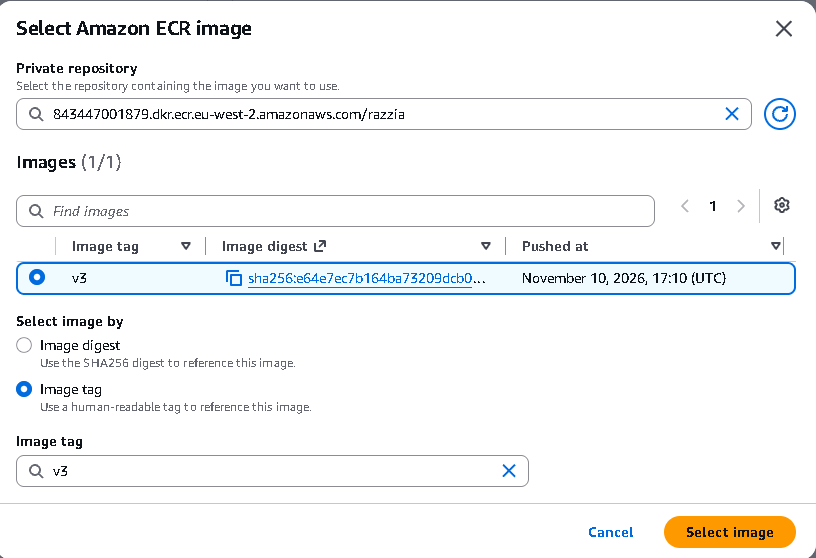 Select Amazon ECR image
Private repository
Select the repository containing the image you want to use.
843447001879.dkr.ecr.eu-west-2.amazonaws.com/razzia
Images (1/1)
Find images
1
Image tag Image digest Pushed at
v3 sha256:e64e7ec7b164ba73209dcb0... November 10, 2026, 17:10 (UTC)
Select image by
Image digest
Use the SHA256 digest to reference this image.
Image tag
Use a human-readable tag to reference this image.
Image tag
v3
Cancel Select image